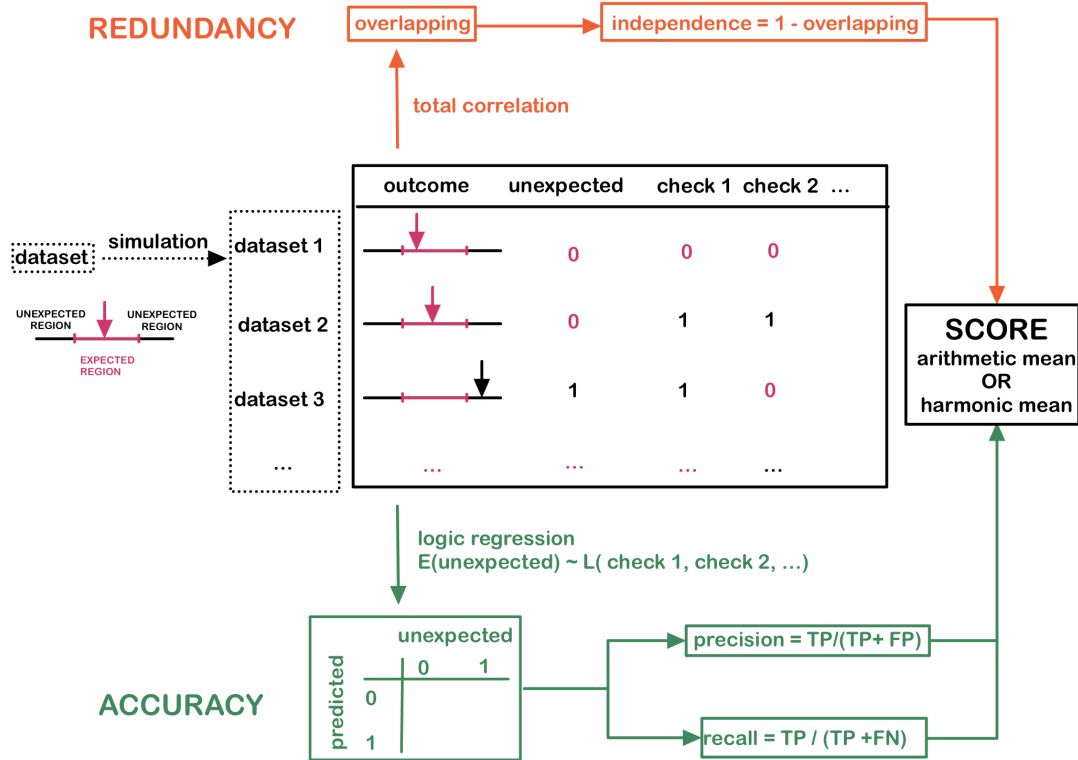 REDUNDANCY
overlapping
independence = 1 - overlapping
total correlation
outcome unexpected check 1 check 2 ...
simulation
dataset
dataset 1
0 0 0
UNEXPECTED
REGION
UNEXPECTED
REGION
EXPECTED
REGION
dataset 2
0 1 1
dataset 3
1 1 0
... ... ... ... ...
SCORE
arithmetic mean
OR
harmonic mean
logic regression
E(unexpected) ~ L( check 1, check 2, ...)
ACCURACY
unexpected
0 1
predicted
0
1
precision = TP/(TP+ FP)
recall = TP / (TP +FN)